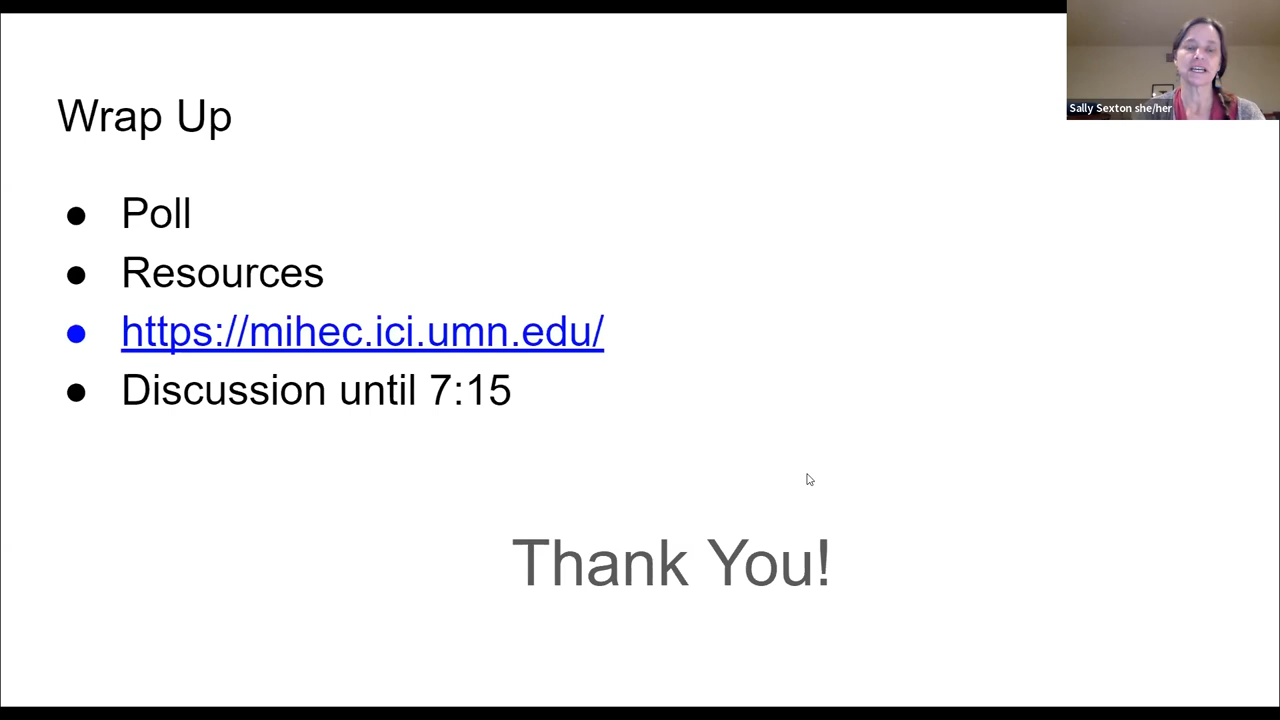 Sally Sexton she/her
Wrap Up
● Poll
● Resources
● https://mihec.ici.umn.edu/
● Discussion until 7:15
Thank You!